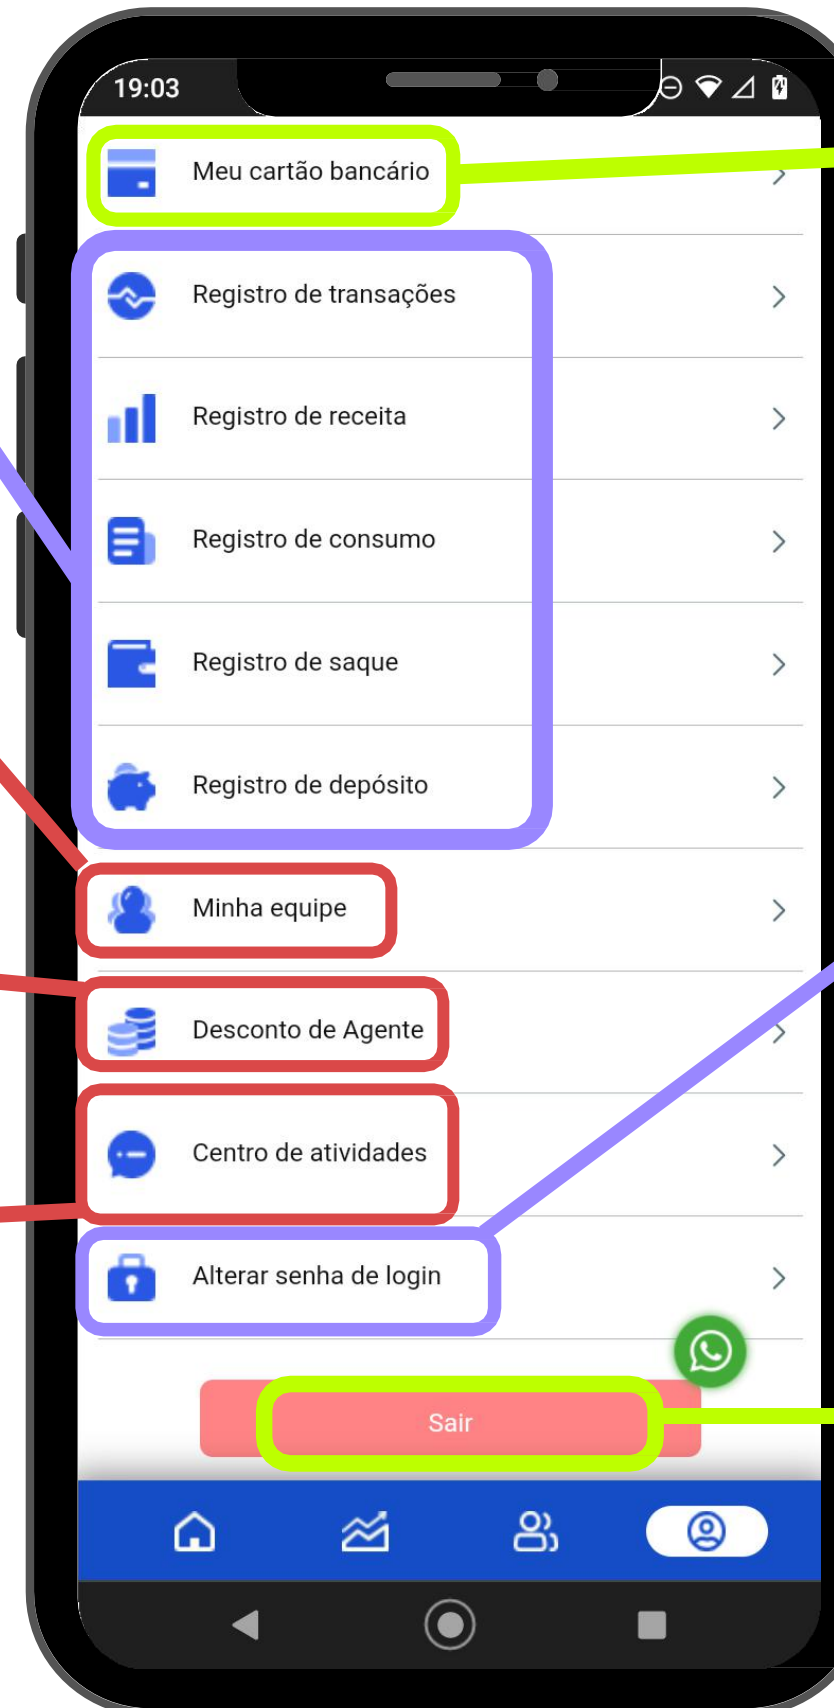 19:03
Meu cartão bancário
Registro de transações
Registro de receita
Registro de consumo
Registro de saque
Registro de depósito
Minha equipe
Desconto de Agente
Centro de atividades
Alterar senha de login
Sair